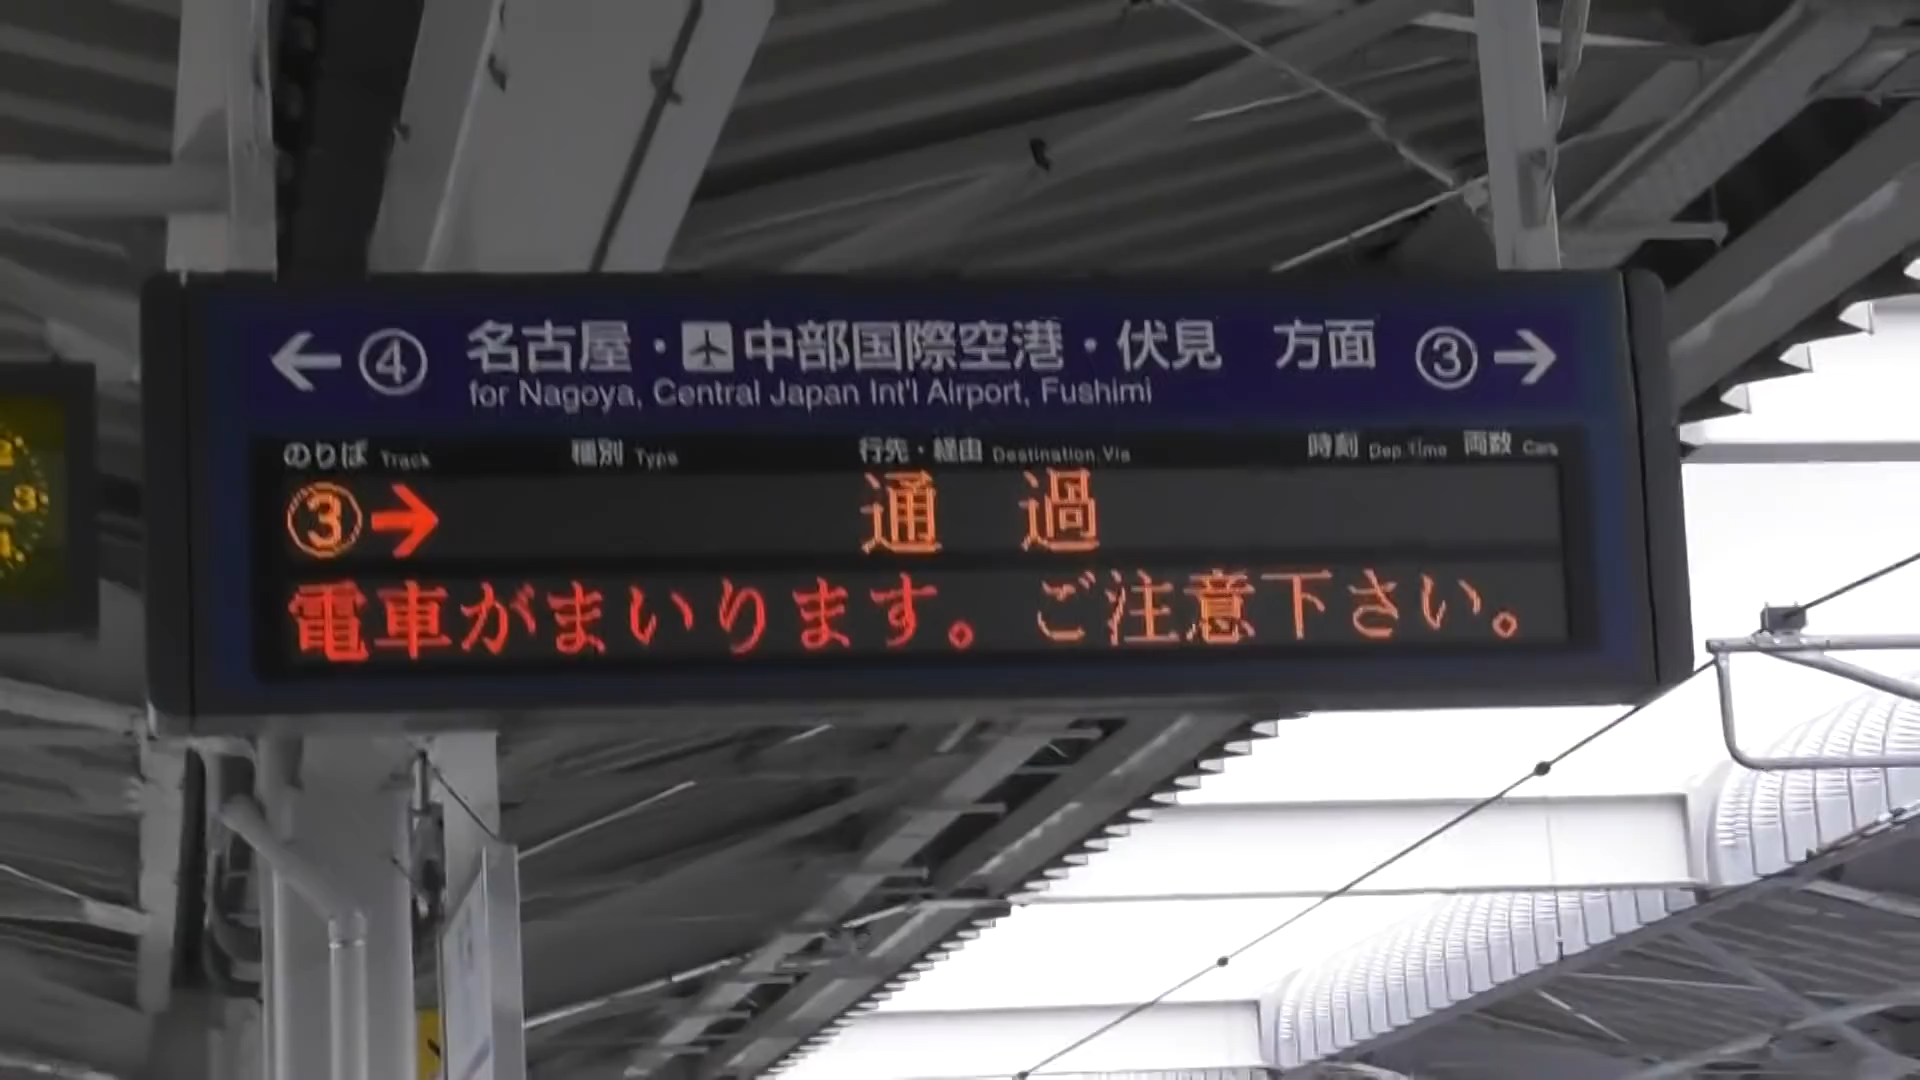 ← ④ 名古屋・中部国際空港・伏見 方面 ③ →
for Nagoya, Central Japan Int'l Airport, Fushimi
のりば Track 種別 Type 行先・経由 Destination.Via 時刻 Dep.Time 両数 Cars
③→ 通過
電車がまいります。ご注意下さい。
3